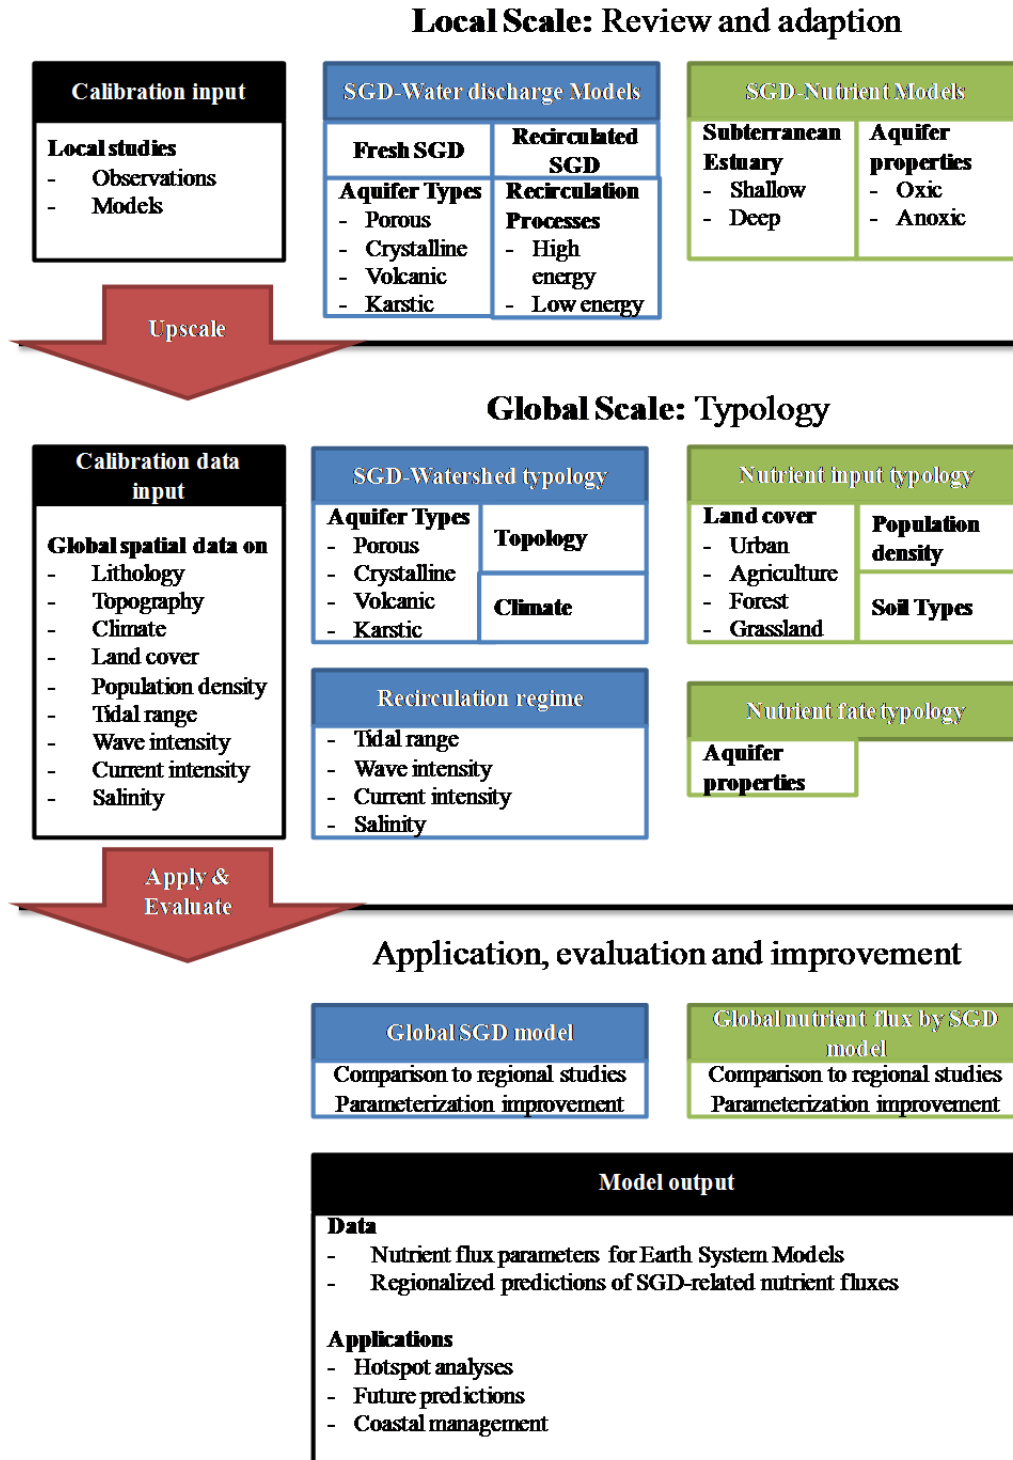 Local Scale: Review and adaption
Calibration input
Local studies
- Observations
- Models
SGD-Water discharge Models
Fresh SGD
Recirculated
SGD
Aquifer Types
- Porous
- Crystalline
- Volcanic
- Karstic
Recirculation
Processes
- High
energy
- Low energy
SGD-Nutrient Models
Subterranean
Estuary
- Shallow
- Deep
Aquifer
properties
- Oxic
- Anoxic
Upscale
Global Scale: Typology
Calibration data
input
Global spatial data on
- Lithology
- Topography
- Climate
- Land cover
- Population density
- Tidal range
- Wave intensity
- Current intensity
- Salinity
SGD-Watershed typology
Aquifer Types
- Porous
- Crystalline
- Volcanic
- Karstic
Topology
Climate
Recirculation regime
- Tidal range
- Wave intensity
- Current intensity
- Salinity
Nutrient input typology
Land cover
- Urban
- Agriculture
- Forest
- Grassland
Population
density
Soil Types
Nutrient fate typology
Aquifer
properties
Apply &
Evaluate
Application, evaluation and improvement
Global SGD model
Comparison to regional studies
Parameterization improvement
Global nutrient flux by SGD
model
Comparison to regional studies
Parameterization improvement
Model output
Data
- Nutrient flux parameters for Earth System Models
- Regionalized predictions of SGD-related nutrient fluxes
Applications
- Hotspot analyses
- Future predictions
- Coastal management